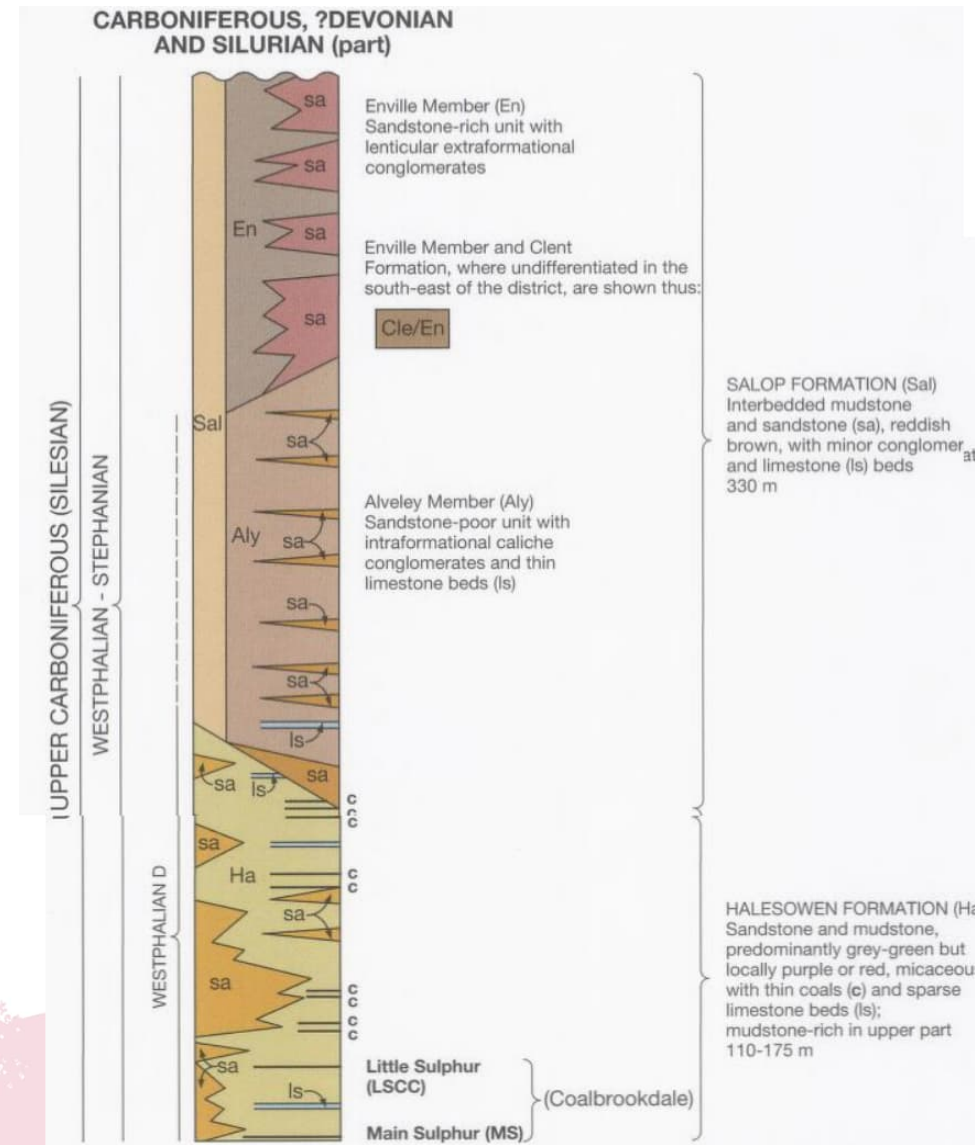 CARBONIFEROUS, ?DEVONIAN
AND SILURIAN (part)
sa
Enville Member (En)
Sandstone-rich unit with
lenticular extraformational
conglomerates
sa
En
sa
Enville Member and Clent
Formation, where undifferentiated in the
south-east of the district, are shown thus:
sa
Cle/En
SALOP FORMATION (Sal)
Interbedded mudstone
and sandstone (sa), reddish
brown, with minor conglomerat
and limestone (ls) beds
330 m
UPPER CARBONIFEROUS (SILESIAN)
WESTPHALIAN - STEPHANIAN
Sal
sa
Aly
Alveley Member (Aly)
Sandstone-poor unit with
intraformational caliche
conglomerates and thin
limestone beds (ls)
sa
sa
sa
ls
sa
sa
ls
c
c
sa
Ha
c
c
sa
WESTPHALIAN D
HALESOWEN FORMATION (Ha
Sandstone and mudstone,
predominantly grey-green but
locally purple or red, micaceous
with thin coals (c) and sparse
limestone beds (ls);
mudstone-rich in upper part
110-175 m
sa
c
c
c
c
sa
Little Sulphur
(LSCC)
ls
(Coalbrookdale)
Main Sulphur (MS)